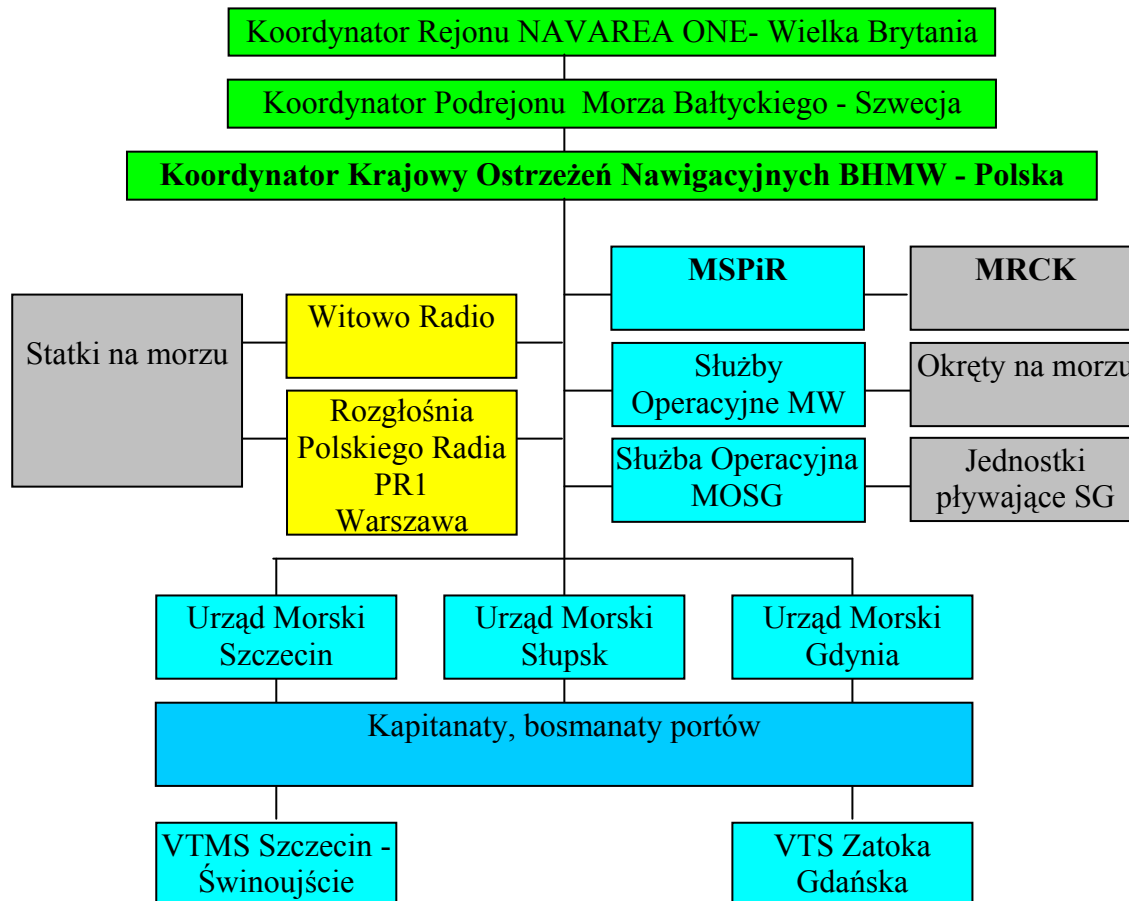 Koordynator Rejonu NAVAREA ONE- Wielka Brytania
Koordynator Podrejonu Morza Bałtyckiego - Szwecja
Koordynator Krajowy Ostrzeżeń Nawigacyjnych BHMW - Polska
MSPiR
MRCK
Statki na morzu
Witowo Radio
Służby
Operacyjne MW
Okręty na morzu
Rozgłośnia
Polskiego Radia
PR1
Warszawa
Służba Operacyjna
MOSG
Jednostki
pływające SG
Urząd Morski
Szczecin
Urząd Morski
Słupsk
Urząd Morski
Gdynia
Kapitanaty, bosmanaty portów
VTMS Szczecin -
Świnoujście
VTS Zatoka
Gdańska